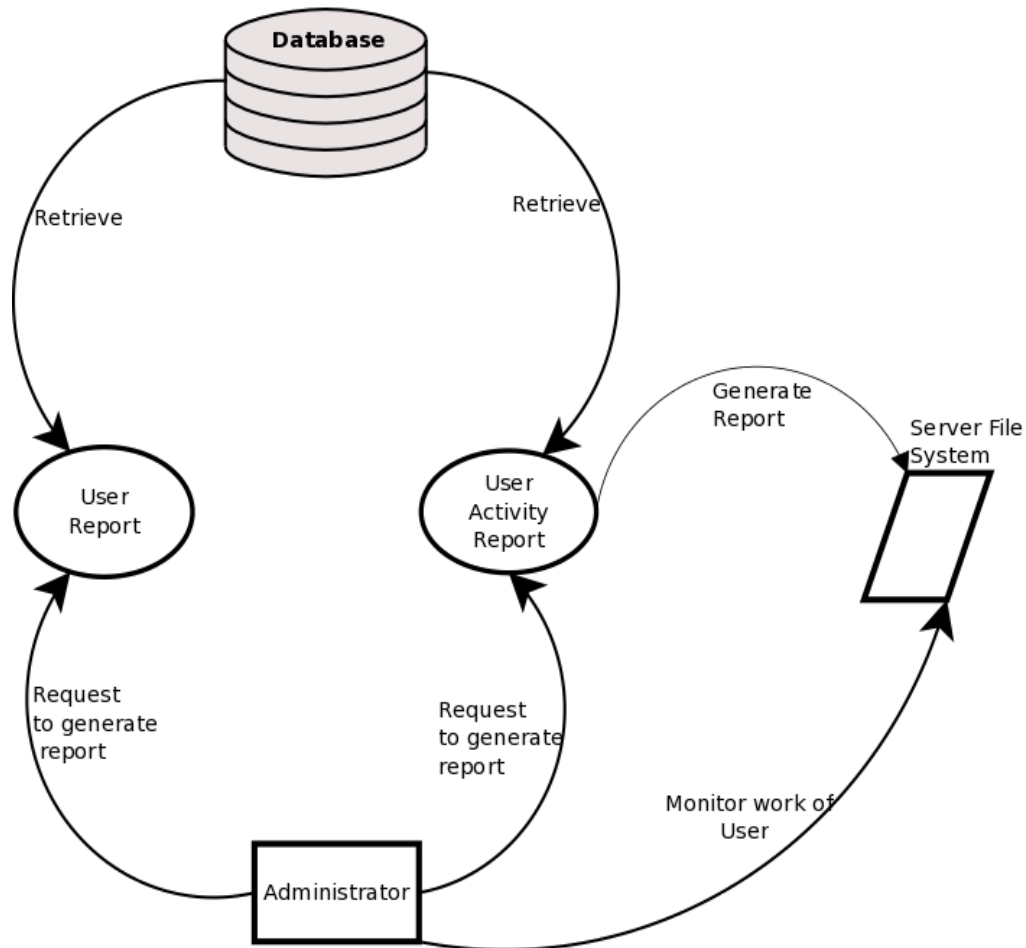 Database
Retrieve
Retrieve
Generate
Report
Server File
System
User
Report
User
Activity
Report
Request
to generate
report
Request
to generate
report
Monitor work of
User
Administrator